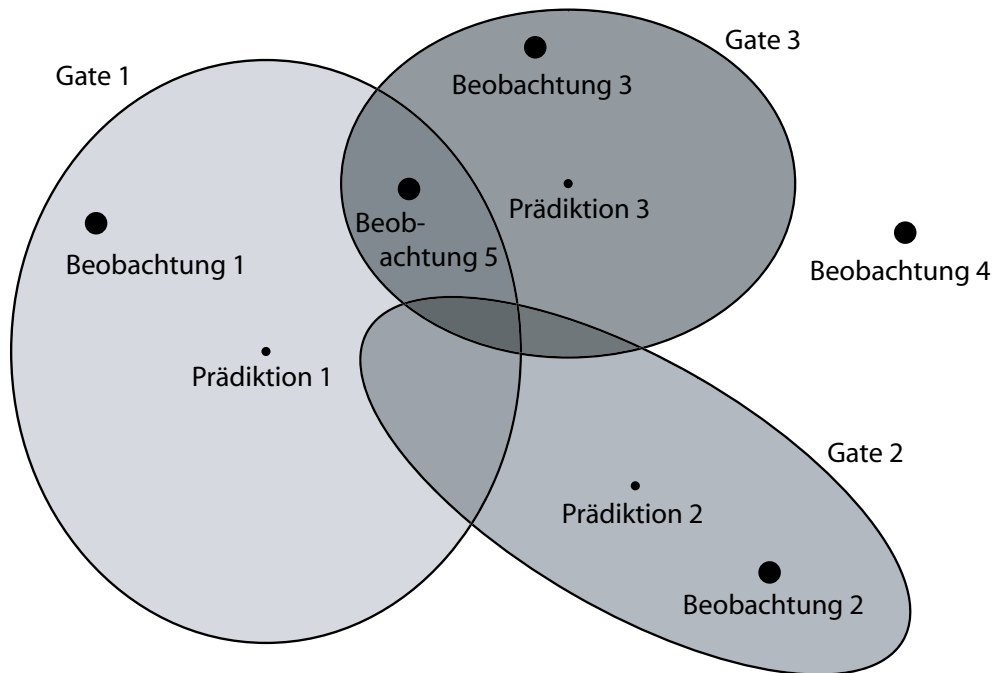 Gate 3
Gate 1
Beobachtung 3
Prädiktion 3
Beob-
achtung 5
Beobachtung 1
Beobachtung 4
Prädiktion 1
Gate 2
Prädiktion 2
Beobachtung 2